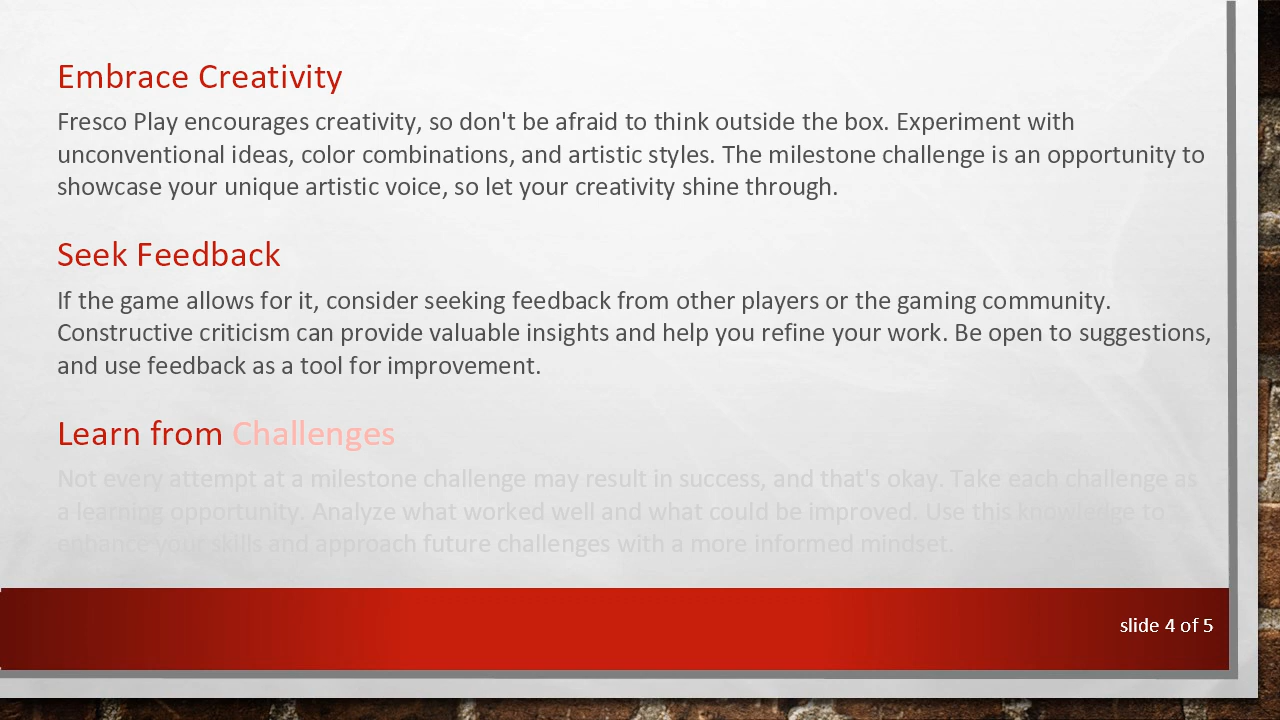 Embrace Creativity
Fresco Play encourages creativity, so don't be afraid to think outside the box. Experiment with
unconventional ideas, color combinations, and artistic styles. The milestone challenge is an opportunity to
showcase your unique artistic voice, so let your creativity shine through.
Seek Feedback
If the game allows for it, consider seeking feedback from other players or the gaming community.
Constructive criticism can provide valuable insights and help you refine your work. Be open to suggestions,
and use feedback as a tool for improvement.
Learn from Challenges
Not every attempt at a milestone challenge may result in success, and that's okay. Take each challenge as
a learning opportunity. Analyze what worked well and what could be improved. Use this knowledge to
enhance your skills and approach future challenges with a more informed mindset.
slide 4 of 5